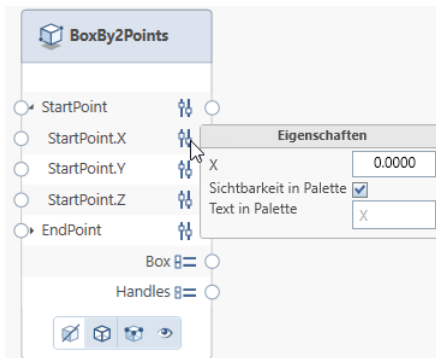 BoxBy2Points
StartPoint
StartPoint.X
Eigenschaften
X 0.0000
StartPoint.Y
Sichtbarkeit in Palette
StartPoint.Z
Text in Palette X
EndPoint
Box
Handles